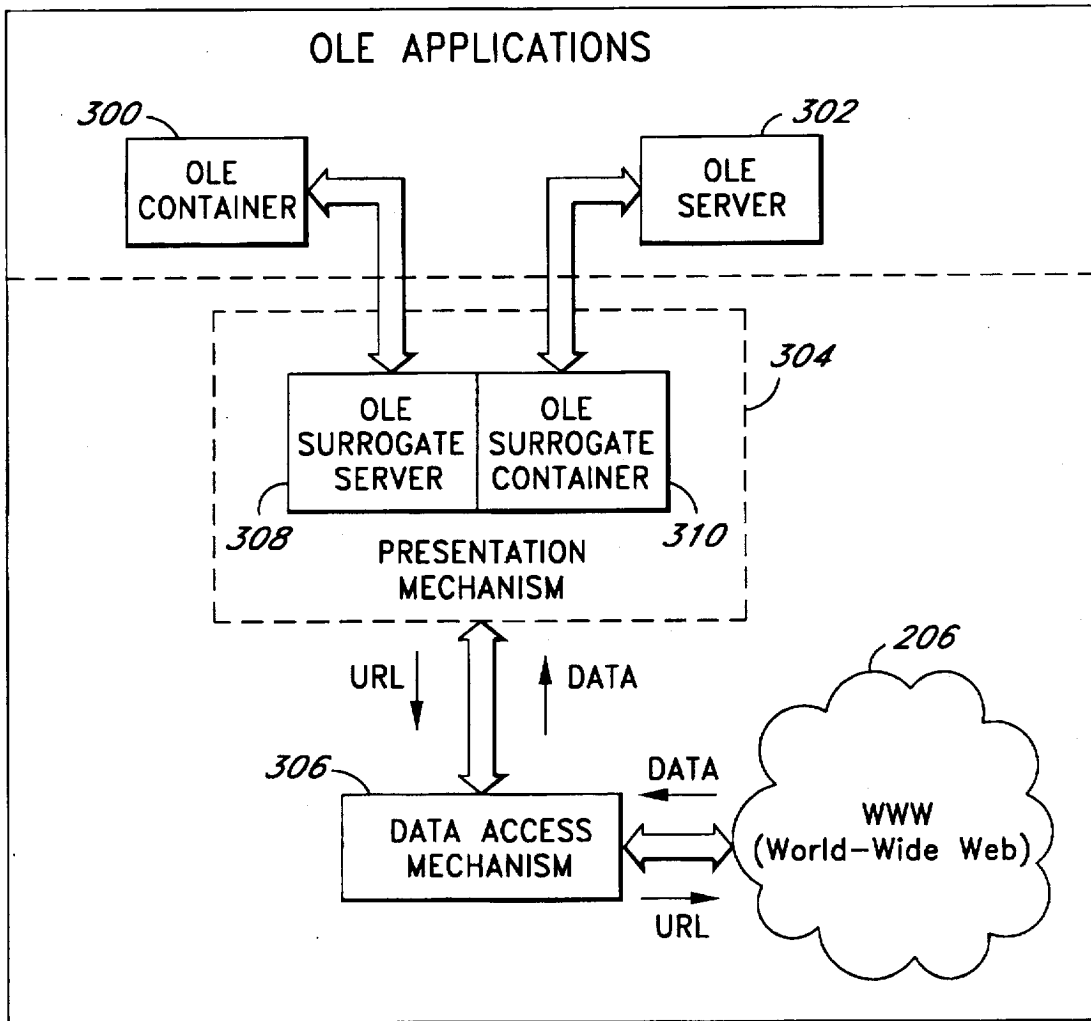 OLE APPLICATIONS
300
302
OLE
CONTAINER
OLE
SERVER
304
OLE
SURROGATE
SERVER
OLE
SURROGATE
CONTAINER
308
310
PRESENTATION
MECHANISM
URL
DATA
206
306
DATA ACCESS
MECHANISM
DATA
URL
WWW
(World-Wide Web)